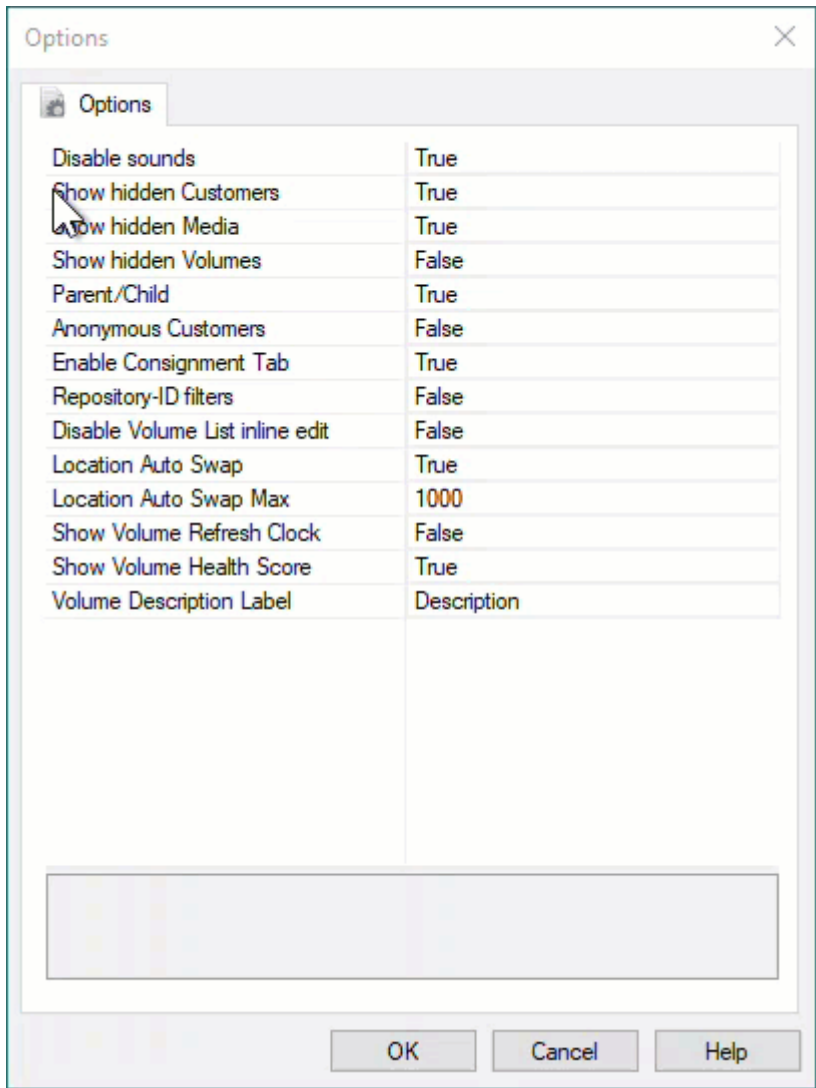 Options
Options
Disable sounds True
Show hidden Customers True
Show hidden Media True
Show hidden Volumes False
Parent/Child True
Anonymous Customers False
Enable Consignment Tab True
Repository-ID filters False
Disable Volume List inline edit False
Location Auto Swap True
Location Auto Swap Max 1000
Show Volume Refresh Clock False
Show Volume Health Score True
Volume Description Label Description
OK Cancel Help